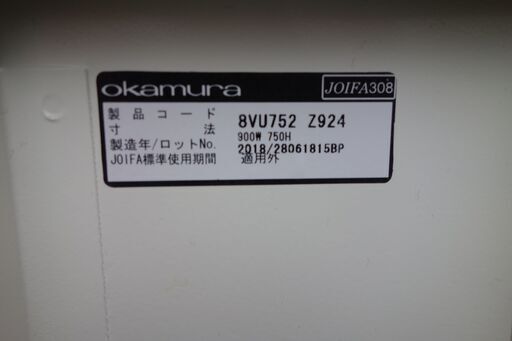 okamura JOIFA308
製品コード 8VU752 Z924
寸法 900W 750H
製造年/ロットNo. 2018/28061815BP
JOIFA標準使用期間 適用外